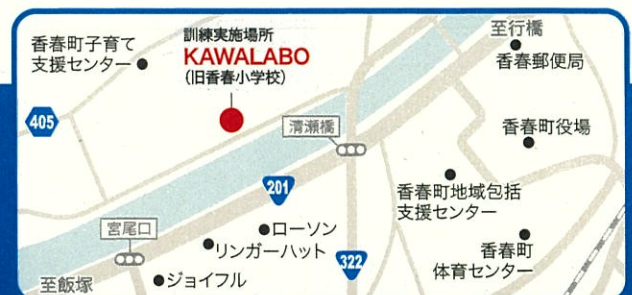 訓練実施場所
KAWALABO
(旧香春小学校)
香春町子育て
支援センター
至行橋
香春郵便局
405
清瀬橋
香春町役場
201
香春町地域包括
支援センター
宮尾口
ローソン
リンガーハット
322
香春町
体育センター
至飯塚
ジョイフル